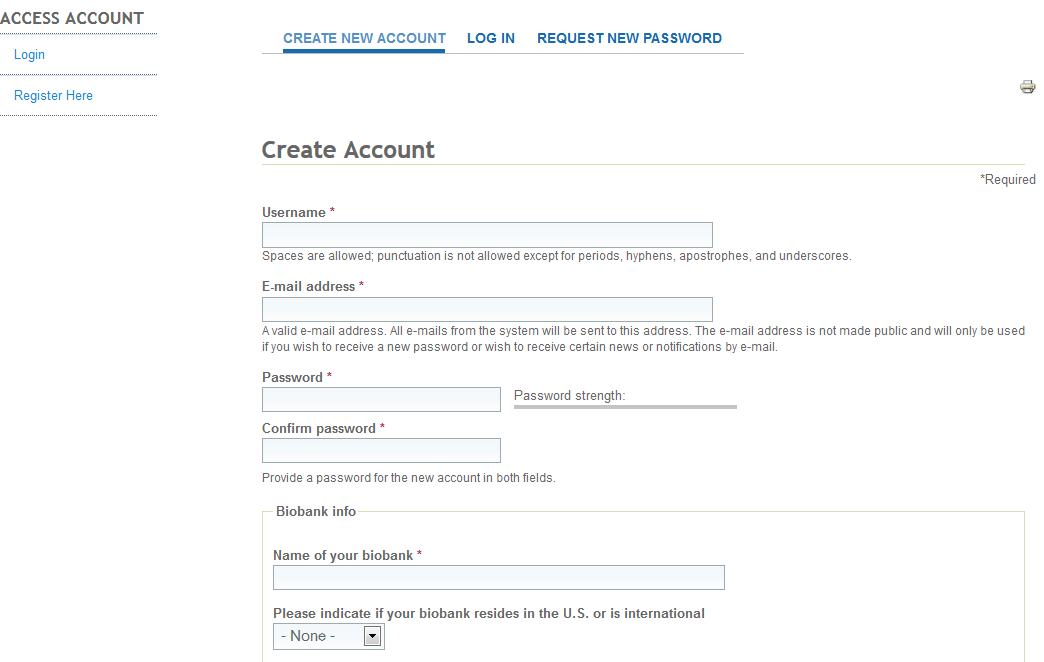 ACCESS ACCOUNT
Login
Register Here
CREATE NEW ACCOUNT LOG IN REQUEST NEW PASSWORD
Create Account
*Required
Username *
Spaces are allowed; punctuation is not allowed except for periods, hyphens, apostrophes, and underscores.
E-mail address *
A valid e-mail address. All e-mails from the system will be sent to this address. The e-mail address is not made public and will only be used
if you wish to receive a new password or wish to receive certain news or notifications by e-mail.
Password *
Password strength:
Confirm password *
Provide a password for the new account in both fields.
Biobank info
Name of your biobank *
Please indicate if your biobank resides in the U.S. or is international
- None -